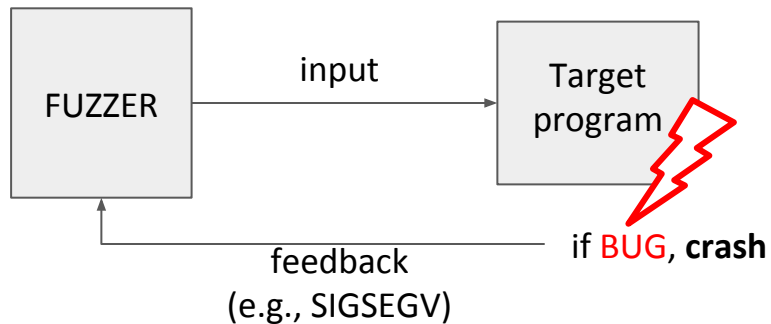 FUZZER
input
Target
program
if BUG, crash
feedback
(e.g., SIGSEGV)